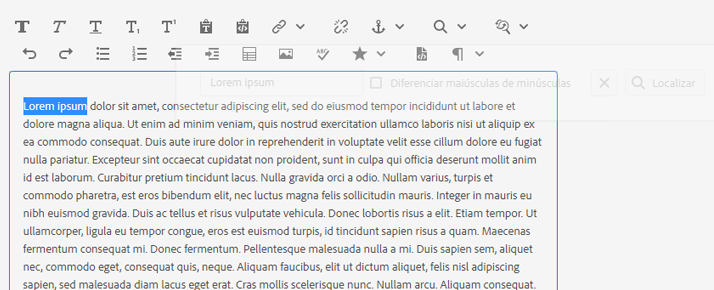 Lorem ipsum
Diferenciar maiúsculas de minúsculas
Localizar
Lorem ipsum dolor sit amet, consectetur adipiscing elit, sed do eiusmod tempor incididunt ut labore et
dolore magna aliqua. Ut enim ad minim veniam, quis nostrud exercitation ullamco laboris nisi ut aliquip ex
ea commodo consequat. Duis aute irure dolor in reprehenderit in voluptate velit esse cillum dolore eu fugiat
nulla pariatur. Excepteur sint occaecat cupidatat non proident, sunt in culpa qui officia deserunt mollit anim
id est laborum. Curabitur pretium tincidunt lacus. Nulla gravida orci a odio. Nullam varius, turpis et
commodo pharetra, est eros bibendum elit, nec luctus magna felis sollicitudin mauris. Integer in mauris eu
nibh euismod gravida. Duis ac tellus et risus vulputate vehicula. Donec lobortis risus a elit. Etiam tempor. Ut
ullamcorper, ligula eu tempor congue, eros est euismod turpis, id tincidunt sapien risus a quam. Maecenas
fermentum consequat mi. Donec fermentum. Pellentesque malesuada nulla a mi. Duis sapien sem, aliquet
nec, commodo eget, consequat quis, neque. Aliquam faucibus, elit ut dictum aliquet, felis nisl adipiscing
sapien, sed malesuada diam lacus eget erat. Cras mollis scelerisque nunc. Nullam arcu. Aliquam consequat.